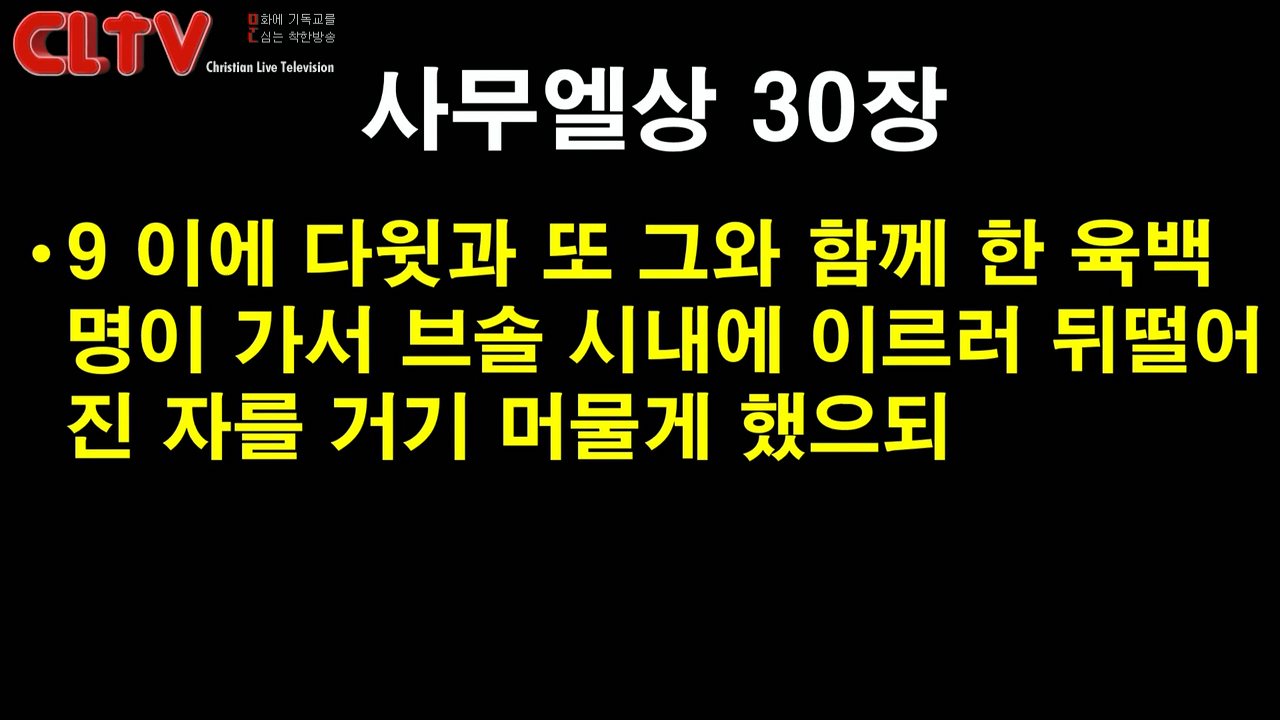 CLTV
문화에 기독교를
심는 착한방송
Christian Live Television
사무엘상 30장
• 9 이에 다윗과 또 그와 함께 한 육백
명이 가서 브솔 시내에 이르러 뒤떨어
진 자를 거기 머물게 했으되